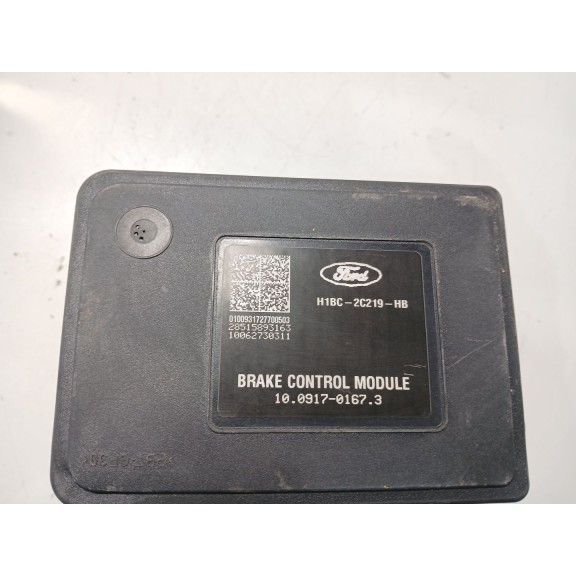 Ford
H1BC-2C219-HB
0100931727700503
28515893163
10062730311
BRAKE CONTROL MODULE
10.0917-0167.3